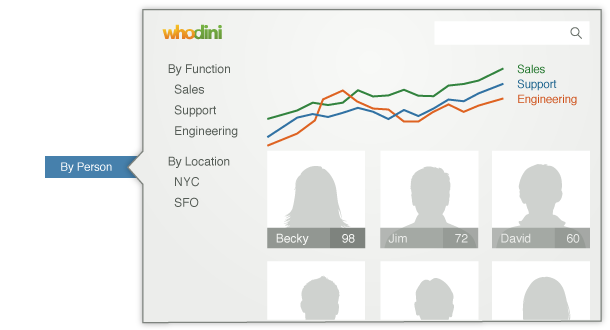 whodini
By Function
Sales
Support
Engineering
By Location
NYC
SFO
By Person
Sales
Support
Engineering
Becky 98
Jim 72
David 60